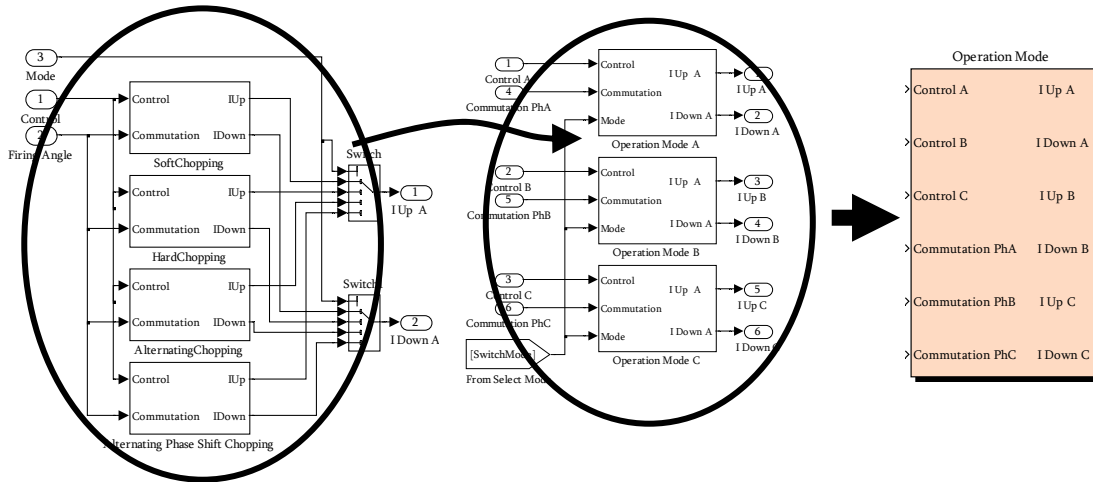 3
Mode
1
Control
2
Firing Angle
Control
IUp
Commutation
IDown
SoftChopping
Control
IUp
Commutation
IDown
HardChopping
Control
IUp
Commutation
IDown
AlternatingChopping
Control
IUp
Commutation
IDown
Alternating Phase Shift Chopping
Switch
1
I Up A
Switch1
2
I Down A
1
Control A
4
Commutation PhA
Control
I Up A
Commutation
I Down A
Mode
Operation Mode A
1
I Up A
2
I Down A
2
Control B
5
Commutation PhB
Control
I Up A
Commutation
I Down A
Mode
Operation Mode B
3
I Up B
4
I Down B
3
Control C
6
Commutation PhC
Control
I Up A
Commutation
I Down A
Mode
Operation Mode C
5
I Up C
6
I Down C
[SwitchMode]
From Select Mod
Operation Mode
Control A I Up A
Control B I Down A
Control C I Up B
Commutation PhA I Down B
Commutation PhB I Up C
Commutation PhC I Down C